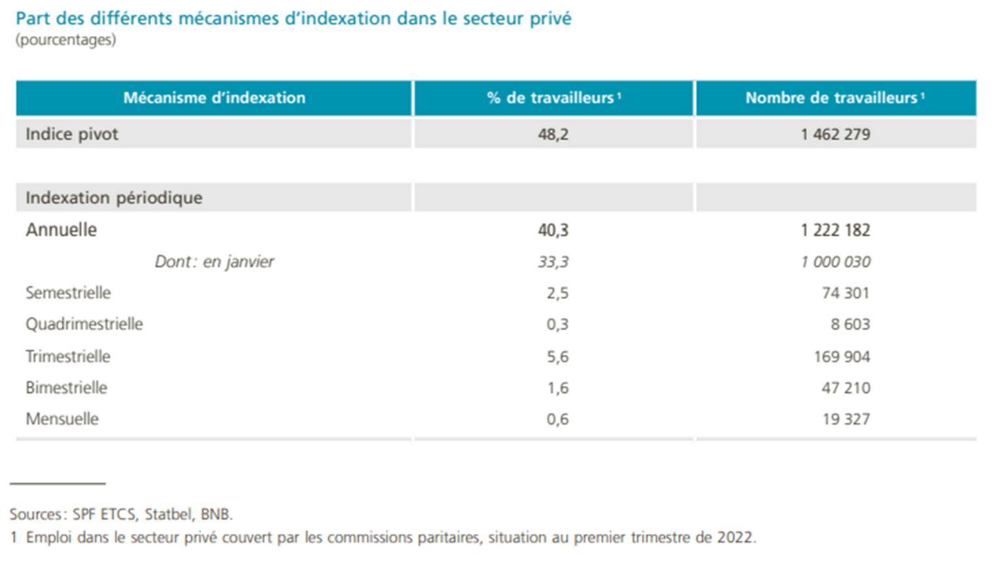 Part des différents mécanismes d’indexation dans le secteur privé
(pourcentages)
Mécanisme d’indexation % de travailleurs ¹ Nombre de travailleurs ¹
Indice pivot 48,2 1 462 279
Indexation périodique
Annuelle 40,3 1 222 182
Dont : en janvier 33,3 1 000 030
Semestrielle 2,5 74 301
Quadrimestrielle 0,3 8 603
Trimestrielle 5,6 169 904
Bimestrielle 1,6 47 210
Mensuelle 0,6 19 327
Sources : SPF ETCS, Statbel, BNB.
1 Emploi dans le secteur privé couvert par les commissions paritaires, situation au premier trimestre de 2022.